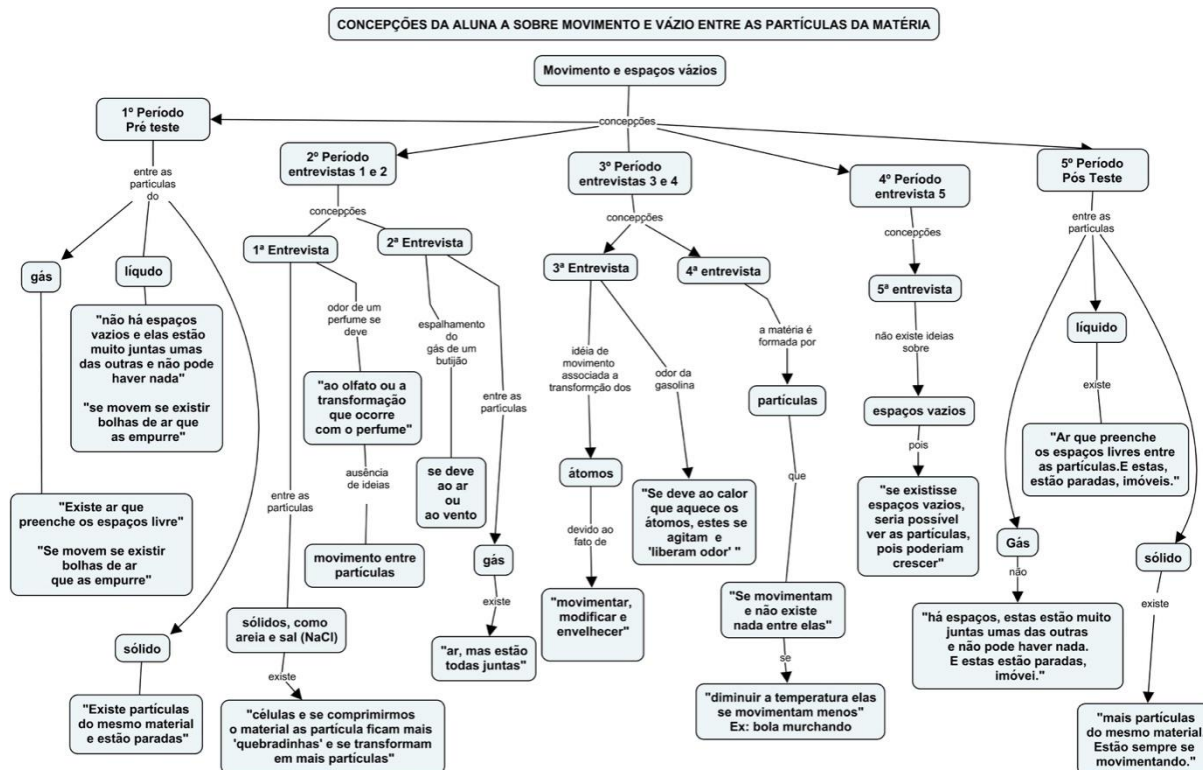 CONCEPÇÕES DA ALUNA A SOBRE MOVIMENTO E VÁZIO ENTRE AS PARTÍCULAS DA MATÉRIA
Movimento e espaços vázios
concepções
1º Período
Pré teste
entre as
partículas
do
gás
"Existe ar que
preenche os espaços livre"
"Se movem se existir
bolhas de ar
que as empurre"
líqudo
"não há espaços
vazios e elas estão
muito juntas umas
das outras e não pode
haver nada"
"se movem se existir
bolhas de ar que
as empurre"
sólido
"Existe partículas
do mesmo material
e estão paradas"
2º Período
entrevistas 1 e 2
concepções
1ª Entrevista
entre as
partículas
sólidos, como
areia e sal (NaCl)
existe
"células e se comprimirmos
o material as partícula ficam mais
'quebradinhas' e se transformam
em mais partículas"
odor de um
perfume se
deve
"ao olfato ou a
transformação
que ocorre
com o perfume"
ausência
de ideias
movimento entre
partículas
2ª Entrevista
espalhamento
do
gás de um
butijão
se deve
ao ar
ou
ao vento
entre as
partículas
gás
existe
"ar, mas estão
todas juntas"
3º Período
entrevistas 3 e 4
concepções
3ª Entrevista
idéia de
movimento
associada a
transformção dos
átomos
devido ao
fato de
"movimentar,
modificar e
envelhecer"
odor da
gasolina
"Se deve ao calor
que aquece os
átomos, estes se
agitam e
'liberam odor' "
4ª entrevista
a matéria é
formada por
partículas
que
"Se movimentam
e não existe
nada entre elas"
se
"diminuir a temperatura elas
se movimentam menos"
Ex: bola murchando
4º Período
entrevista 5
concepções
5ª entrevista
não existe ideias
sobre
espaços vazios
pois
"se existisse
espaços vazios,
seria possível
ver as partículas,
pois poderiam
crescer"
5º Período
Pós Teste
entre as
partículas
líquido
existe
"Ar que preenche
os espaços livres entre
as partículas.E estas,
estão paradas, imóveis."
Gás
não
"há espaços, estas estão muito
juntas umas das outras
e não pode haver nada.
E estas estão paradas,
imóvei."
sólido
existe
"mais partículas
do mesmo material.
Estão sempre se
movimentando."